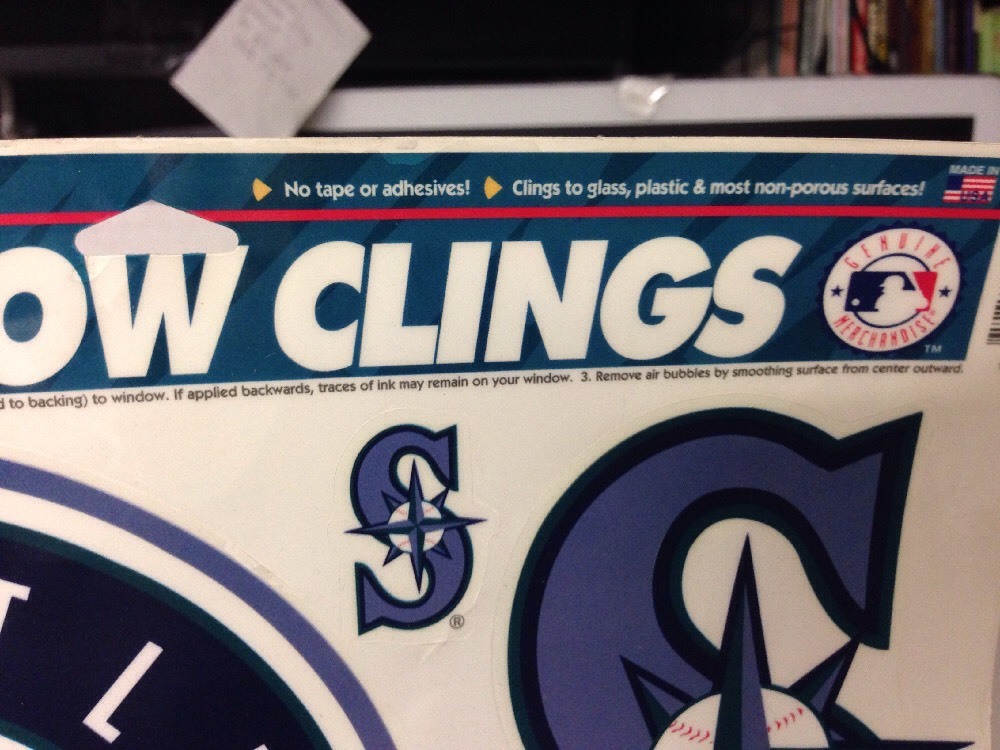 No tape or adhesives! Clings to glass, plastic & most non-porous surfaces!
MADE IN
USA
OW CLINGS
GENUINE
MERCHANDISE
TM
d to backing) to window. If applied backwards, traces of ink may remain on your window. 3. Remove air bubbles by smoothing surface from center outward.
S
®
S
T L